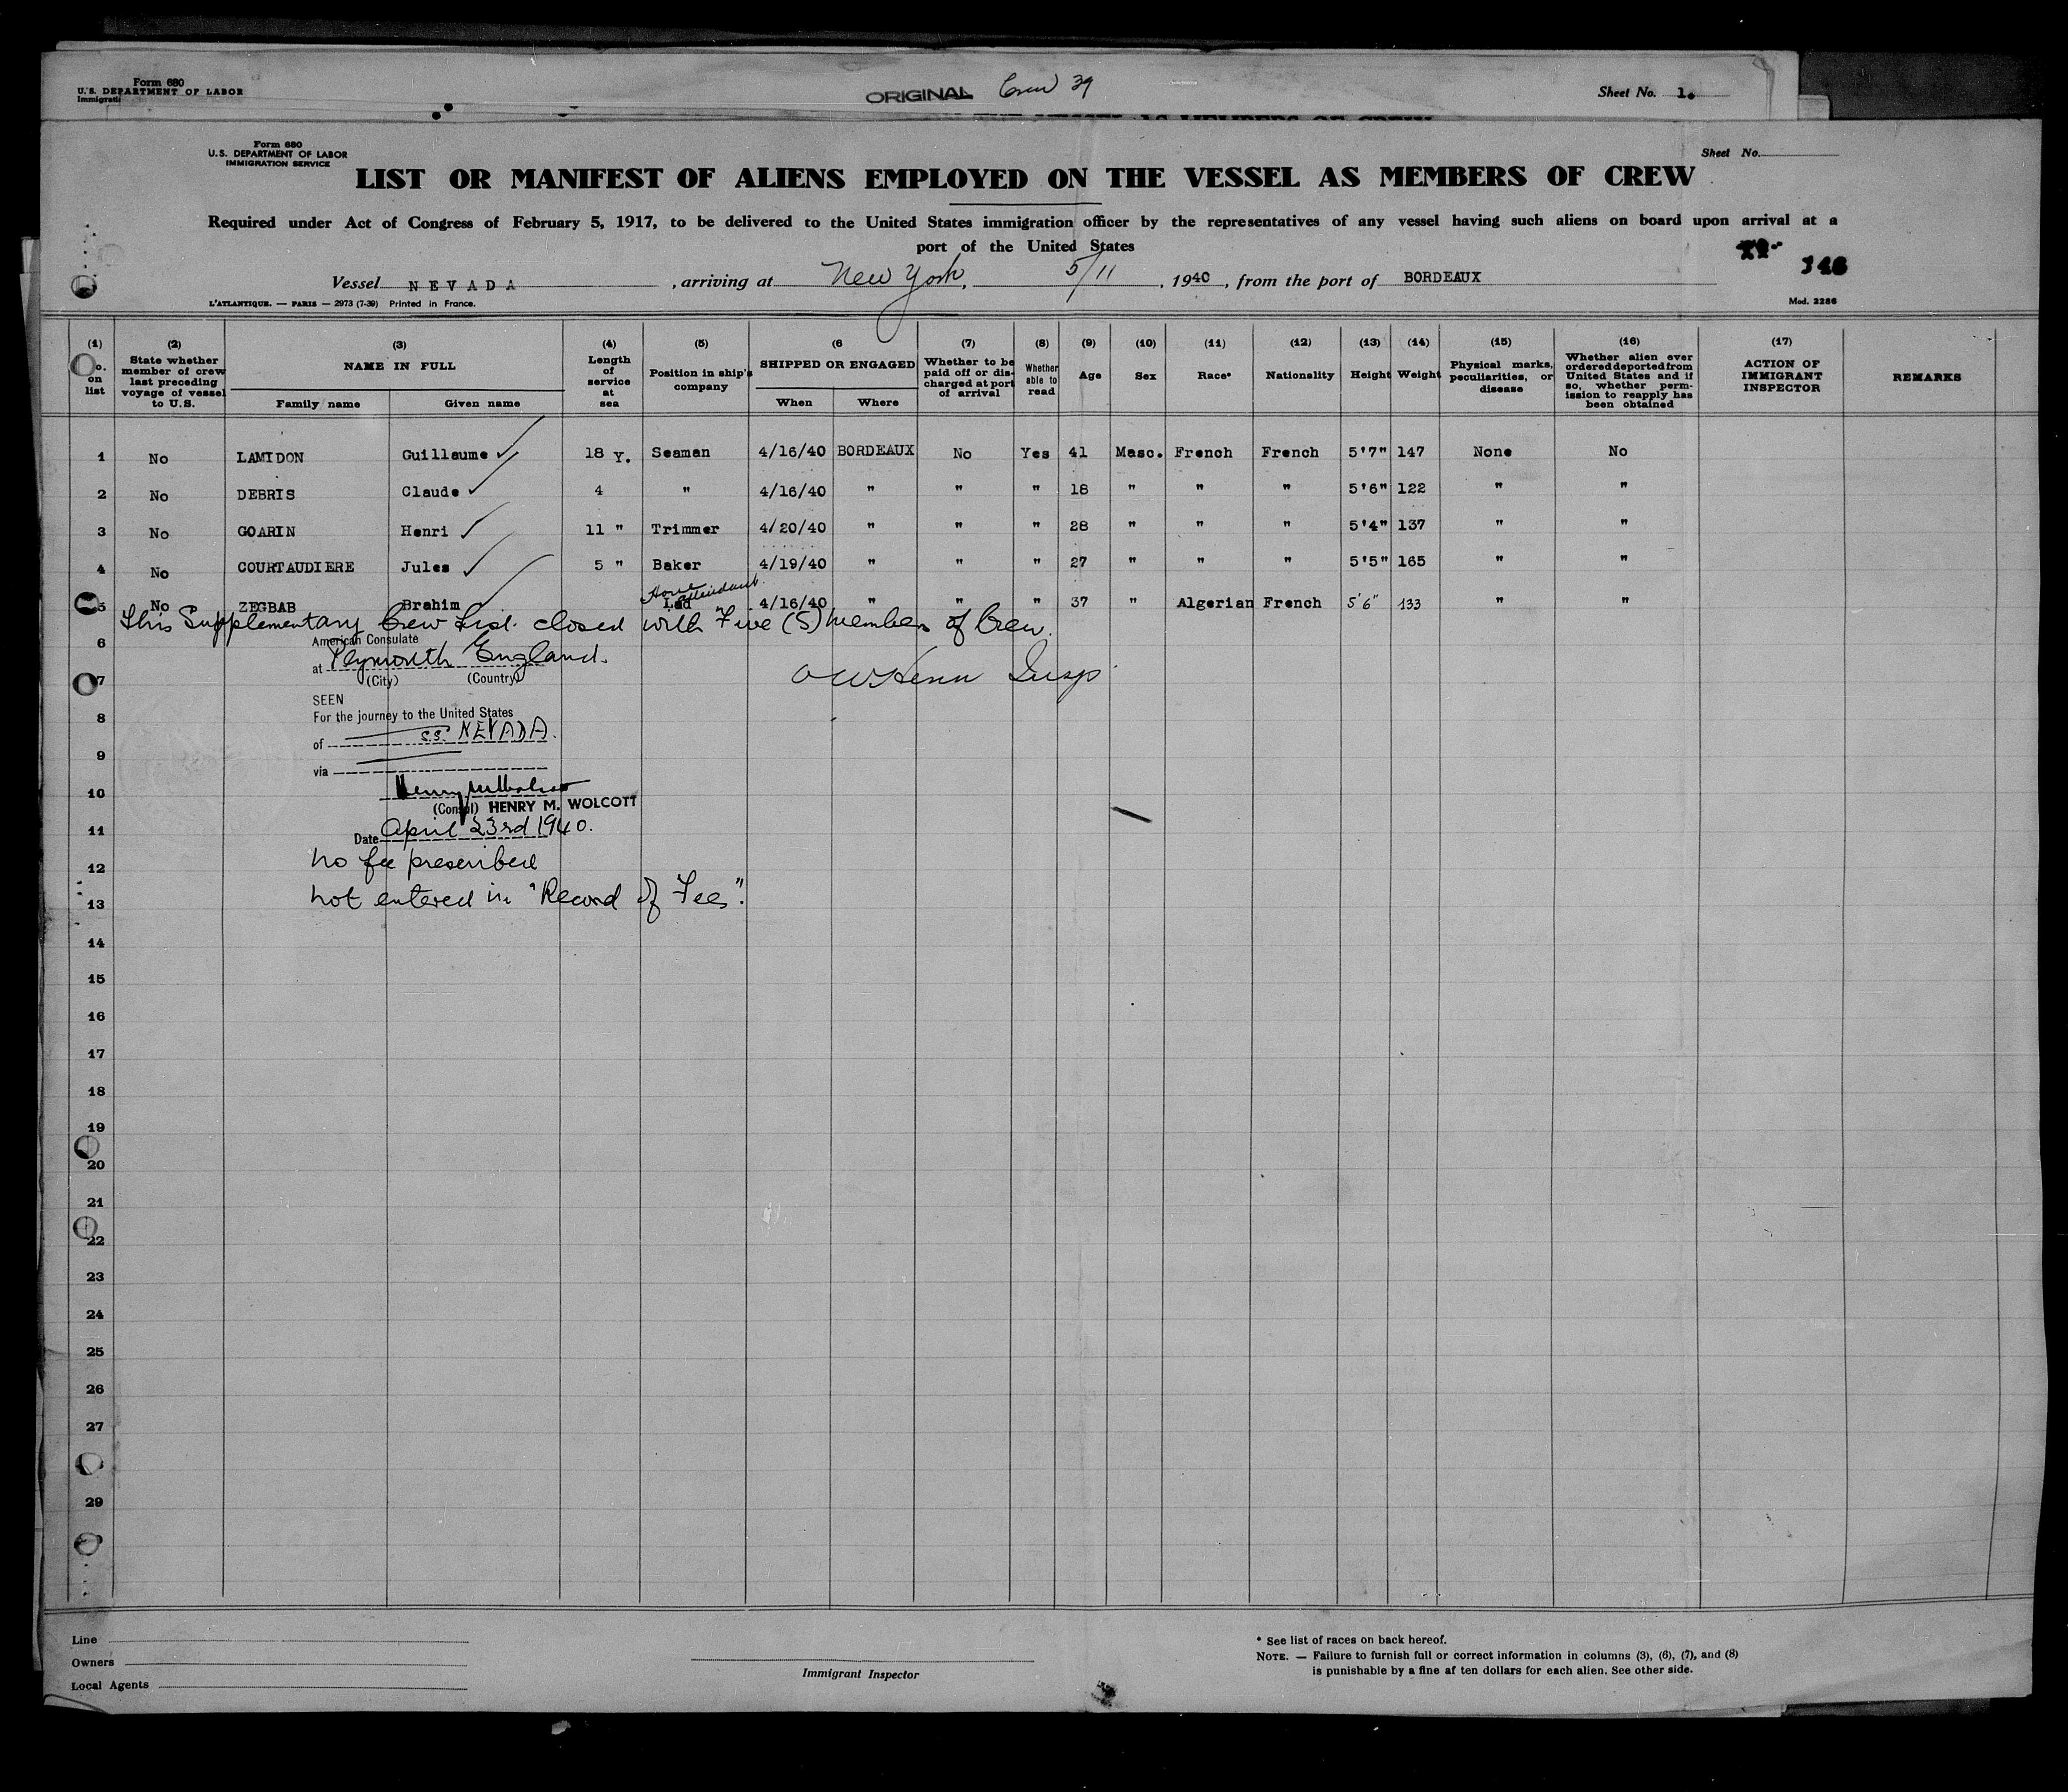 Form 680
U.S. DEPARTMENT OF LABOR
Immigrati
ORIGINAL Crew 39
Sheet No. 1.
Form 680
U.S. DEPARTMENT OF LABOR
IMMIGRATION SERVICE
Sheet No.
LIST OR MANIFEST OF ALIENS EMPLOYED ON THE VESSEL AS MEMBERS OF CREW
Required under Act of Congress of February 5, 1917, to be delivered to the United States immigration officer by the representatives of any vessel having such aliens on board upon arrival at a
port of the United States
146
Vessel NEVADA, arriving at New York, 5/11, 1940, from the port of BORDEAUX
L'ATLANTIQUE. — PARIS — 2973 (7-39) Printed in France.
Mod. 2286
(1) (2) (3) (4) (5) (6 (7) (8) (9) (10) (11) (12) (13) (14) (15) (16) (17)
o. on list
State whether member of crew last preceding voyage of vessel to U.S.
NAME IN FULL
Family name Given name
Length of service at sea
Position in ship's company
SHIPPED OR ENGAGED
When Where
Whether to be paid off or discharged at port of arrival
Whether able to read
Age
Sex
Race*
Nationality
Height
Weight
Physical marks, peculiarities, or disease
Whether alien ever ordered deported from United States and if so, whether permission to reapply has been obtained
ACTION OF IMMIGRANT INSPECTOR
REMARKS
1 No LAMIDON Guillaume ✓ 18 Y. Seaman 4/16/40 BORDEAUX No Yes 41 Masc. French French 5'7" 147 None No
2 No DEBRIS Claude ✓ 4 " 4/16/40 " " " 18 " " " 5'6" 122 " "
3 No GOARIN Henri ✓ 11 " Trimmer 4/20/40 " " " 28 " " " 5'4" 137 " "
4 No COURTAUDIERE Jules ✓ 5 " Baker 4/19/40 " " " 27 " " " 5'5" 165 " "
attendant
5 No ZEGBAB Brahim ✓ Lad 4/16/40 " " " 37 " Algerian French 5'6" 133 " "
This Supplementary Crew List closed with Five (5) members of Crew.
6
American Consulate
at Plymouth England.
(City) (Country)
7
Insp
SEEN
8
For the journey to the United States
of S.S. NEVADA.
9
via
10
(Consul) HENRY M. WOLCOTT
11
Date April 23rd 1940.
12
no fee prescribed
13
not entered in "Record of Fees".
14
15
16
17
18
19
20
21
22
23
24
25
26
27
29
Line
Owners
Local Agents
Immigrant Inspector
* See list of races on back hereof.
NOTE. — Failure to furnish full or correct information in columns (3), (6), (7), and (8)
is punishable by a fine af ten dollars for each alien. See other side.